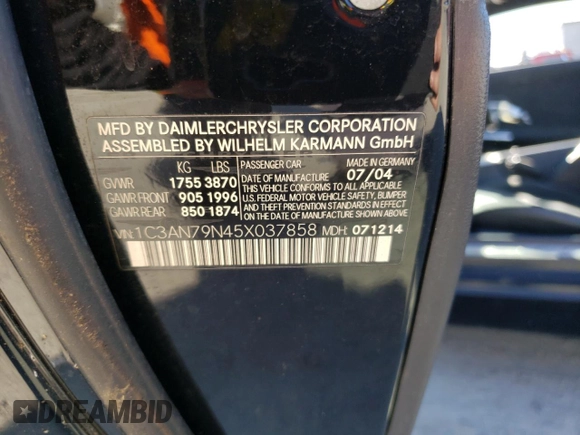 MFD BY DAIMLERCHRYSLER CORPORATION
ASSEMBLED BY WILHELM KARMANN GmbH
KG LBS PASSENGER CAR MADE IN GERMANY
GVWR 1755 3870 DATE OF MANUFACTURE 07/04
GAWR FRONT 905 1996 THIS VEHICLE CONFORMS TO ALL APPLICABLE
U.S. FEDERAL MOTOR VEHICLE SAFETY, BUMPER
GAWR REAR 850 1874 AND THEFT PREVENTION STANDARDS IN EFFECT
ON THE DATE OF MANUFACTURE SHOWN ABOVE
VIN: 1C3AN79N45X037858 MDH: 071214
DREAMBID